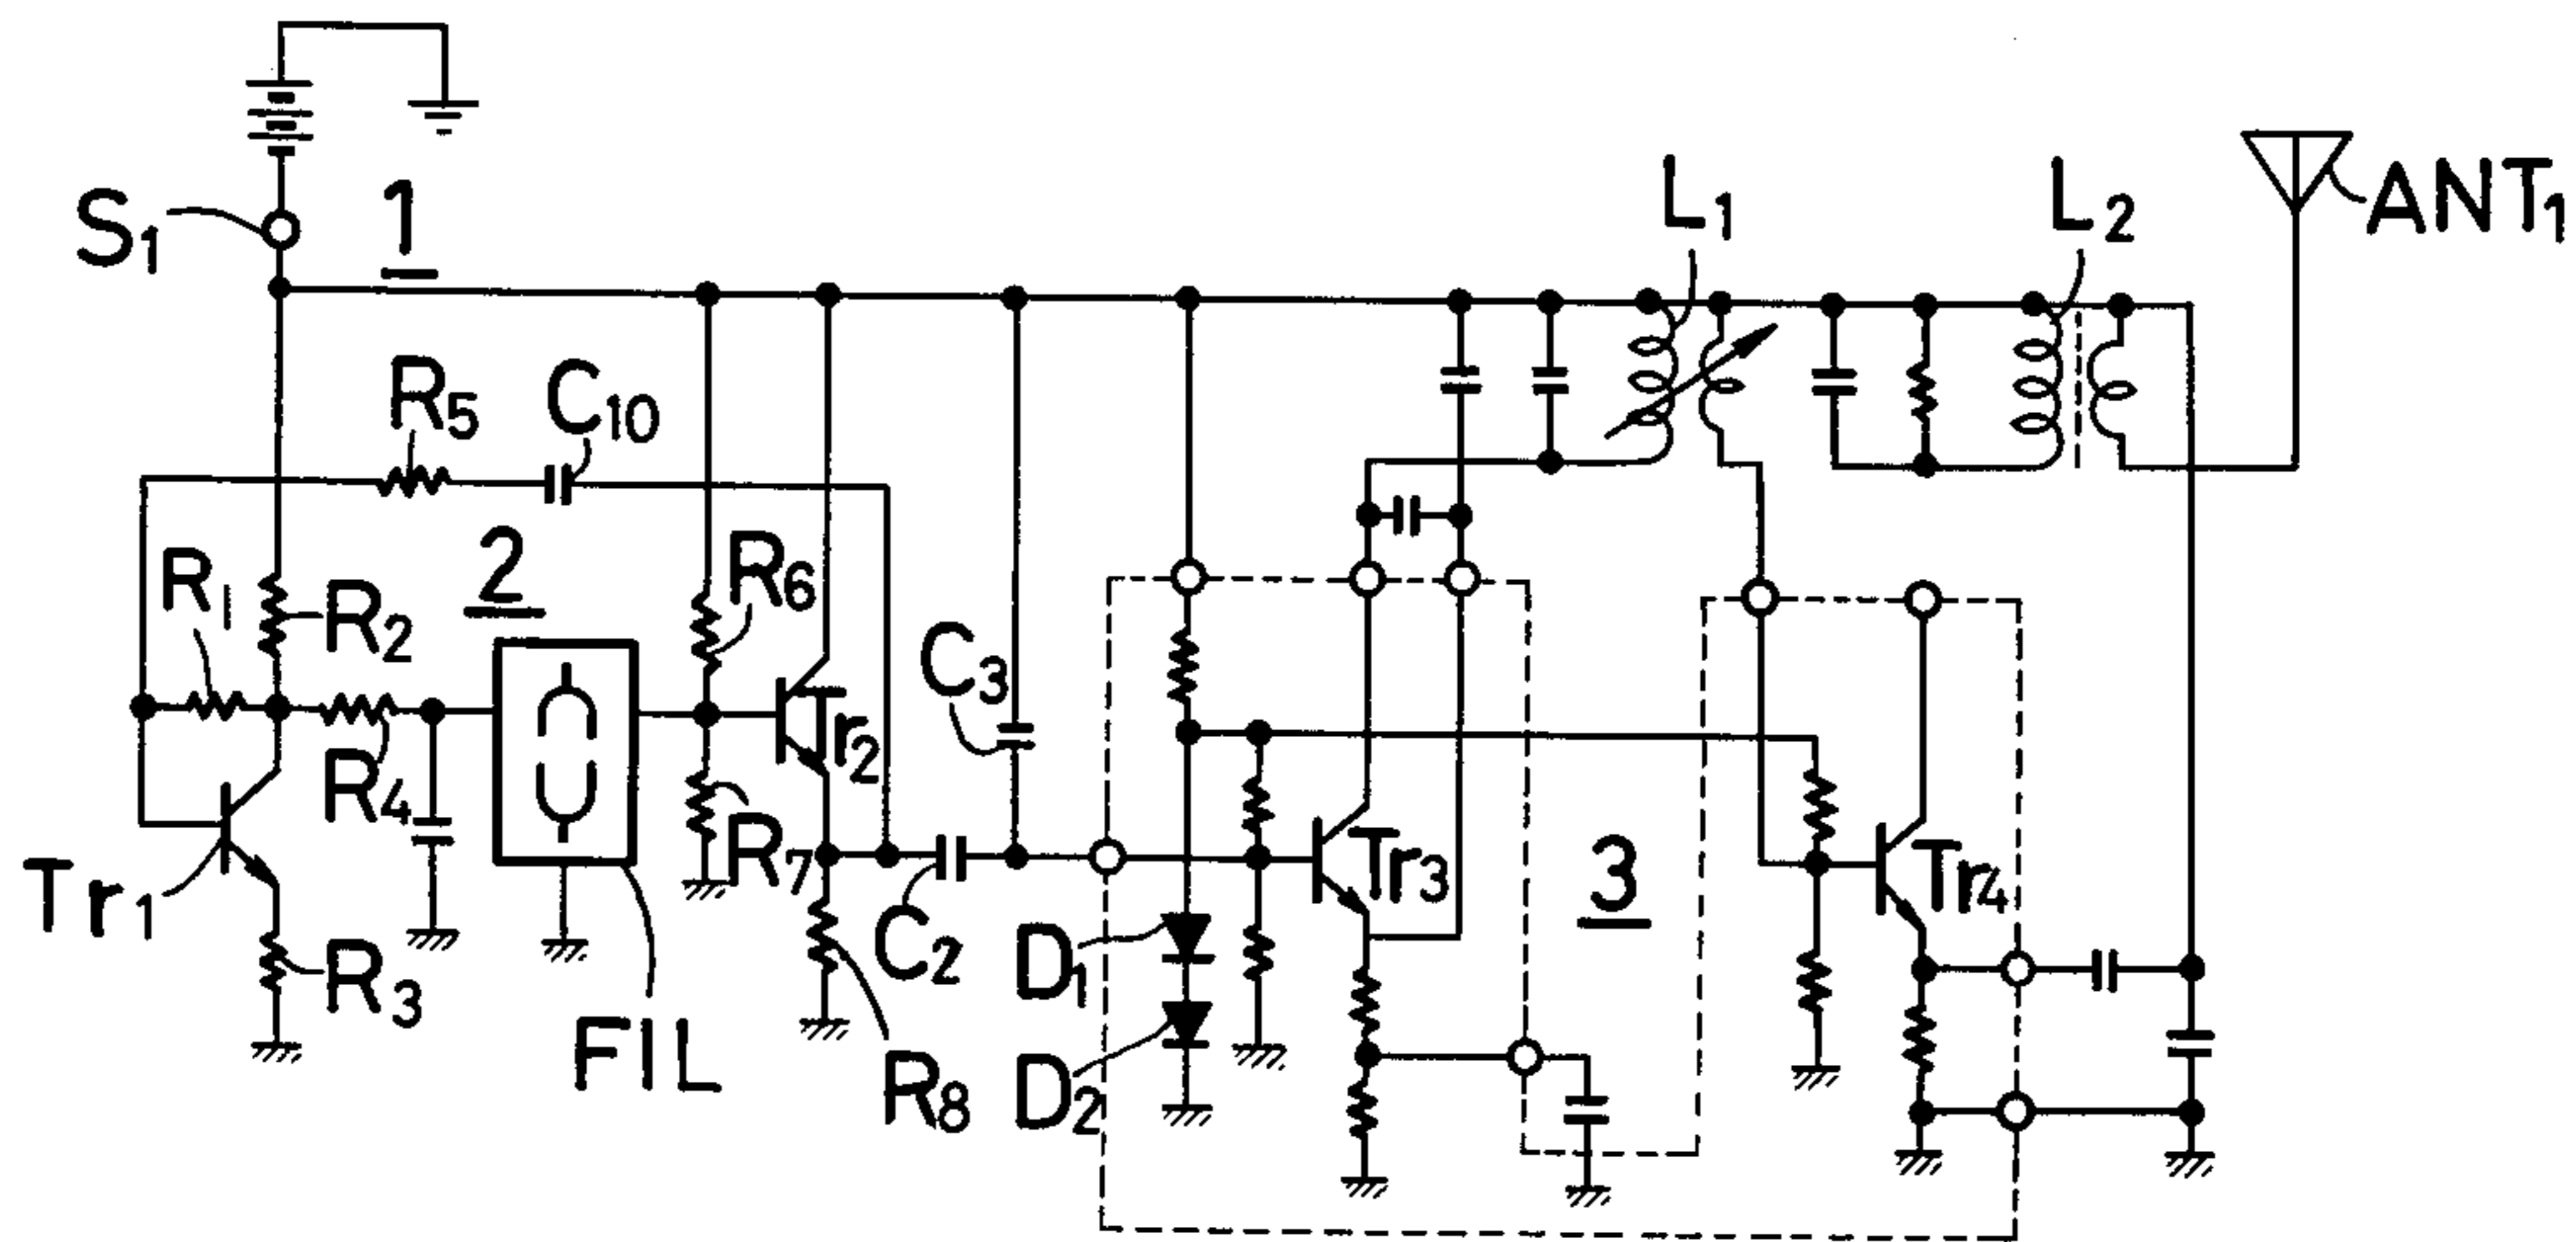 S1
1
L1
L2
ANT1
R5
C10
R1
R2
2
R6
C3
R4
Tr2
R7
Tr1
R3
FIL
C2
R8
D1
D2
Tr3
3
Tr4